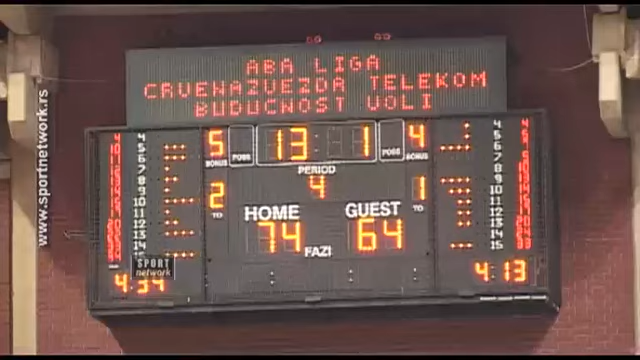 ABA LIGA
CRVENAZVEZDA TELEKOM
BUDUCNOST VOLI
5 13 1 4
BONUS POSS POSS BONUS
PERIOD
2 4 1
TO TO
HOME GUEST
74 64
FAZI
4 4
5 5
6 6
7 7
8 8
9 9
10 10
11 11
12 12
13 13
14 14
15 15
SPORT
network
4:34 4:13
www.sportnetwork.rs